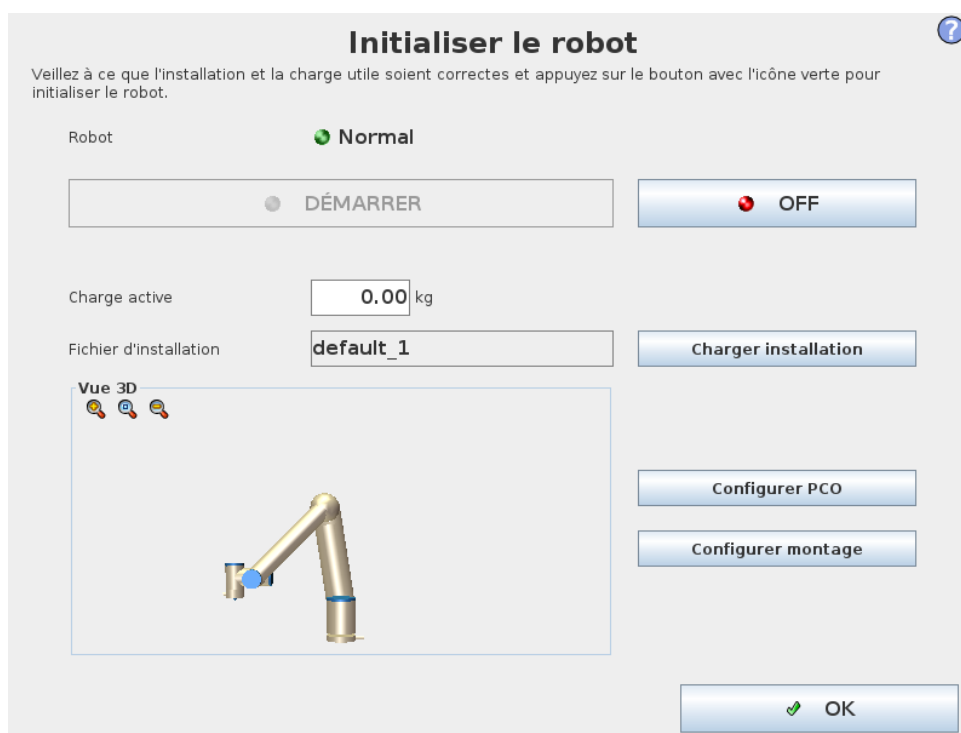 Initialiser le robot
?
Veillez à ce que l'installation et la charge utile soient correctes et appuyez sur le bouton avec l'icône verte pour
initialiser le robot.
Robot
Normal
DÉMARRER
OFF
Charge active
0.00 kg
Fichier d'installation
default_1
Charger installation
Vue 3D
Configurer PCO
Configurer montage
OK